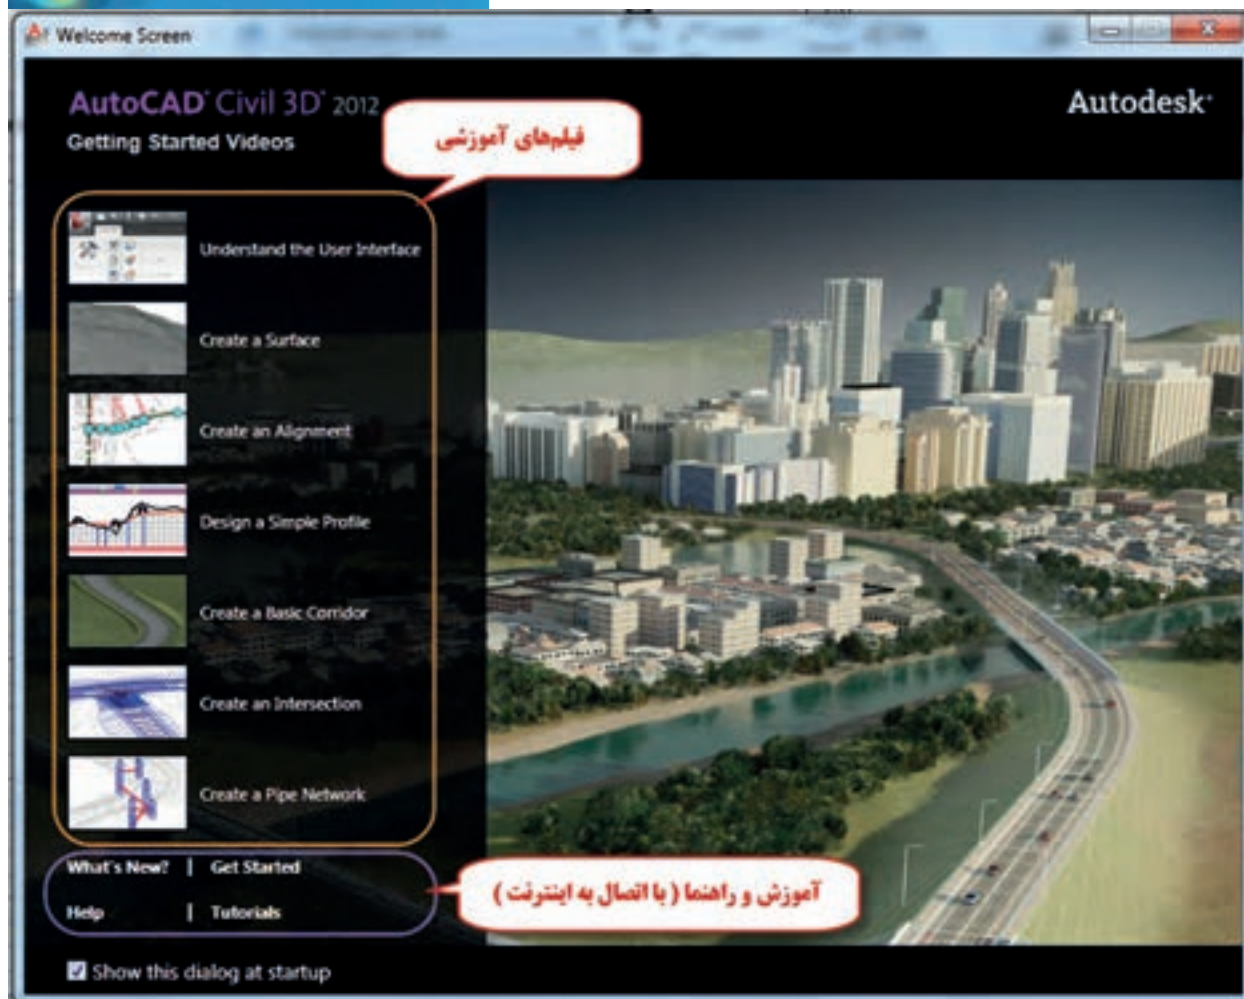 Welcome Screen
AutoCAD® Civil 3D® 2012
Autodesk®
Getting Started Videos
فیلم‌های آموزشی
Understand the User Interface
Create a Surface
Create an Alignment
Design a Simple Profile
Create a Basic Corridor
Create an Intersection
Create a Pipe Network
What's New? | Get Started
Help | Tutorials
آموزش و راهنما ( با اتصال به اینترنت )
Show this dialog at startup